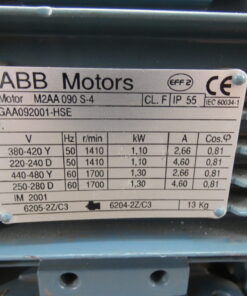 ABB Motors EFF 2 CE
Motor M2AA 090 S-4 CL. F IP 55 IEC 60034-1
GAA092001-HSE
V Hz r/min kW A Cos.φ
380-420 Y 50 1410 1,10 2,66 0,81
220-240 D 50 1410 1,10 4,60 0,81
440-480 Y 60 1700 1,30 2,66 0,81
250-280 D 60 1700 1,30 4,60 0,81
IM 2001
6205-2Z/C3 6204-2Z/C3 13 Kg